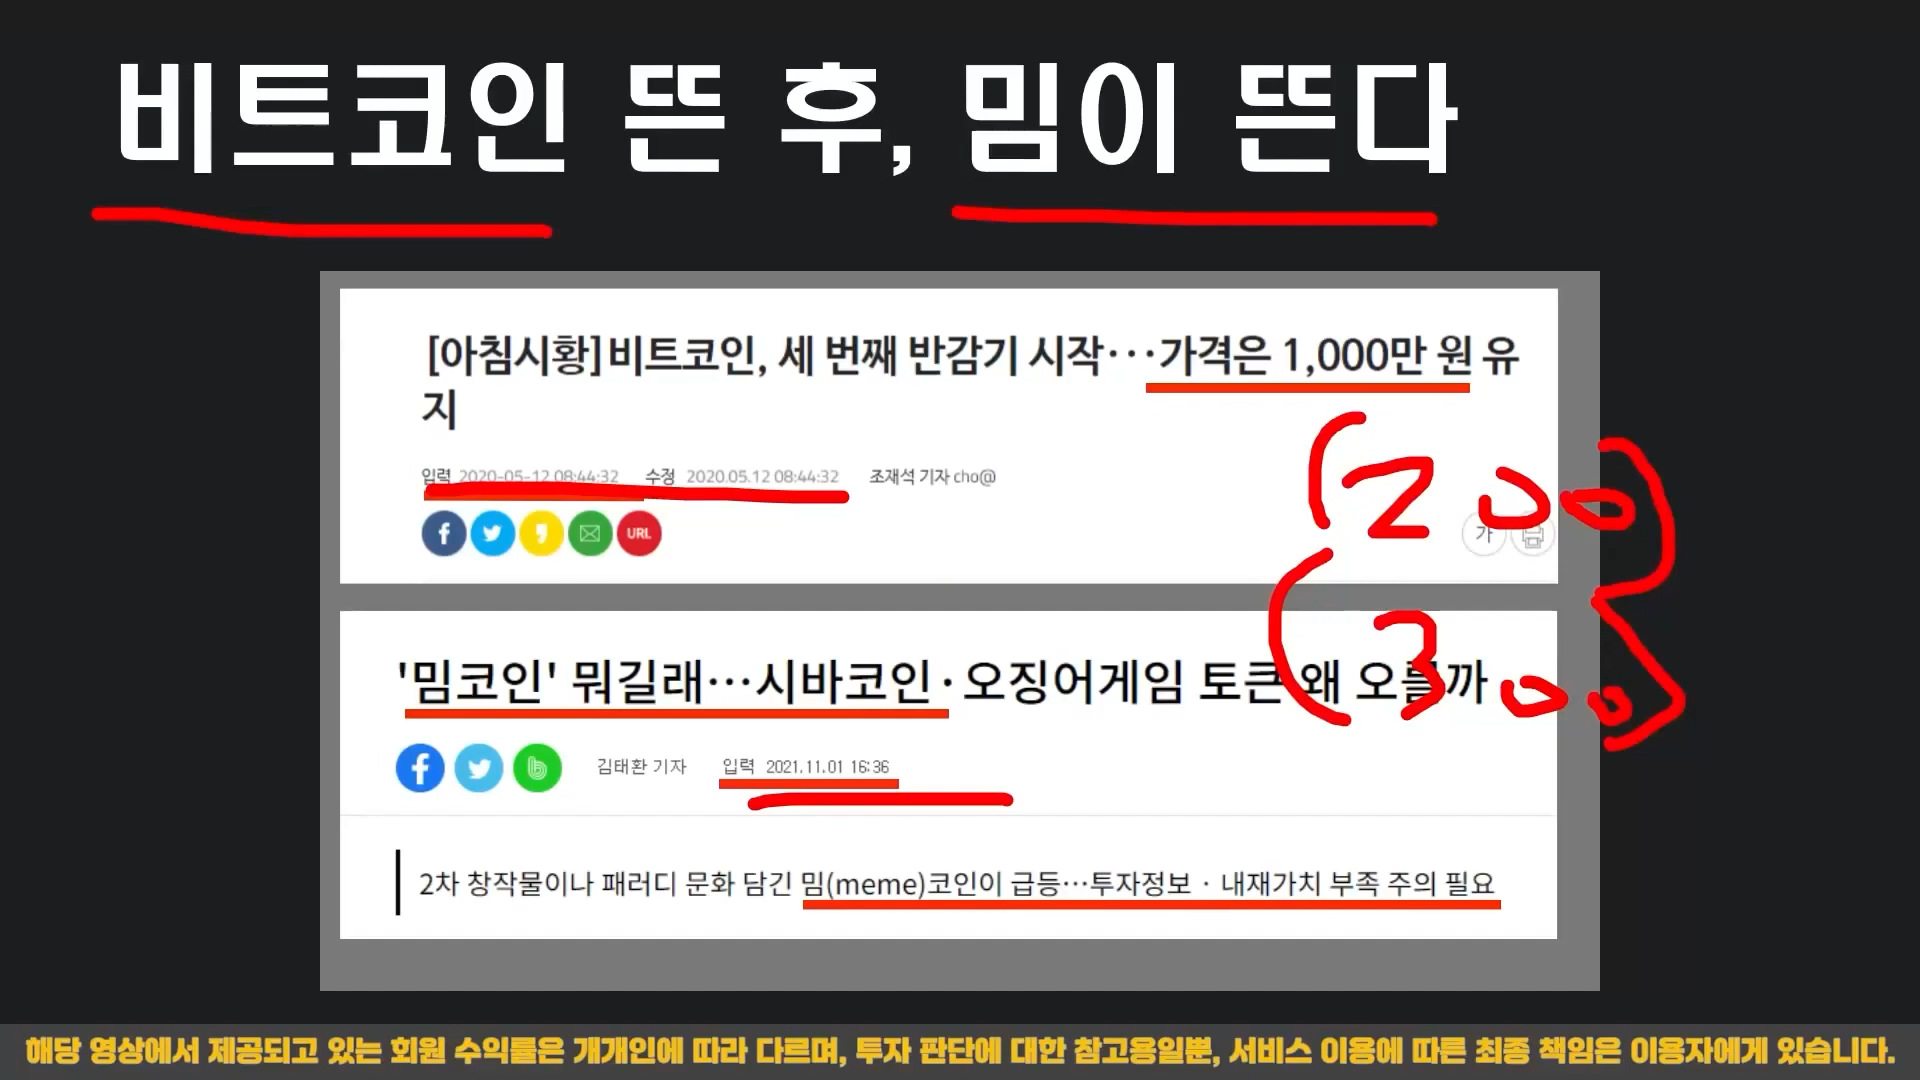 비트코인 뜬 후, 밈이 뜬다
[아침시황]비트코인, 세 번째 반감기 시작···가격은 1,000만 원 유
지
입력 2020-05-12 08:44:32 수정 2020.05.12 08:44:32 조재석 기자 cho@
URL
가
200
300
'밈코인' 뭐길래···시바코인·오징어게임 토큰 왜 오를까
김태환 기자 입력 2021.11.01 16:36
2차 창작물이나 패러디 문화 담긴 밈(meme)코인이 급등···투자정보·내재가치 부족 주의 필요
해당 영상에서 제공되고 있는 회원 수익률은 개개인에 따라 다르며, 투자 판단에 대한 참고용일뿐, 서비스 이용에 따른 최종 책임은 이용자에게 있습니다.